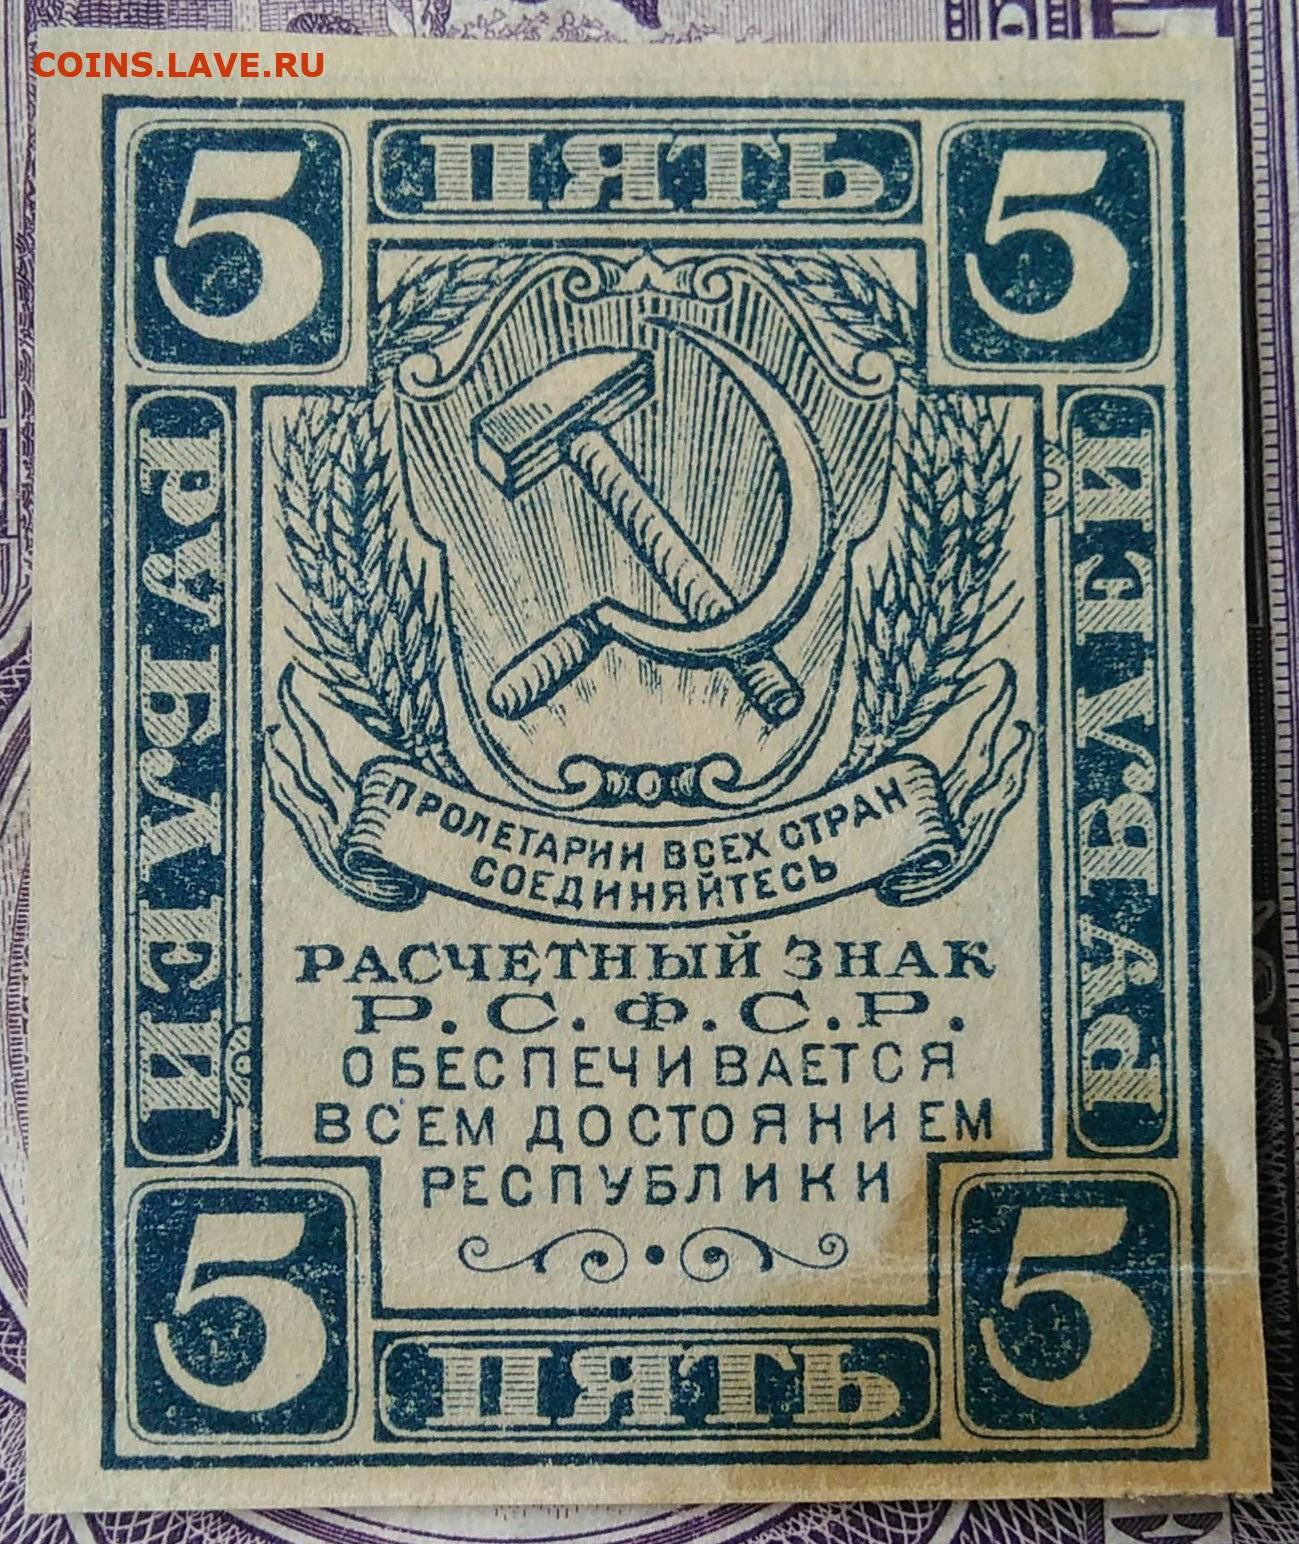 COINS.LAVE.RU
5 ПЯТЬ 5
РУБЛЕЙ
РУБЛЕЙ
ПРОЛЕТАРИИ ВСЕХ СТРАН
СОЕДИНЯЙТЕСЬ
РАСЧЕТНЫЙ ЗНАК
Р.С.Ф.С.Р.
ОБЕСПЕЧИВАЕТСЯ
ВСЕМ ДОСТОЯНИЕМ
РЕСПУБЛИКИ
5 ПЯТЬ 5